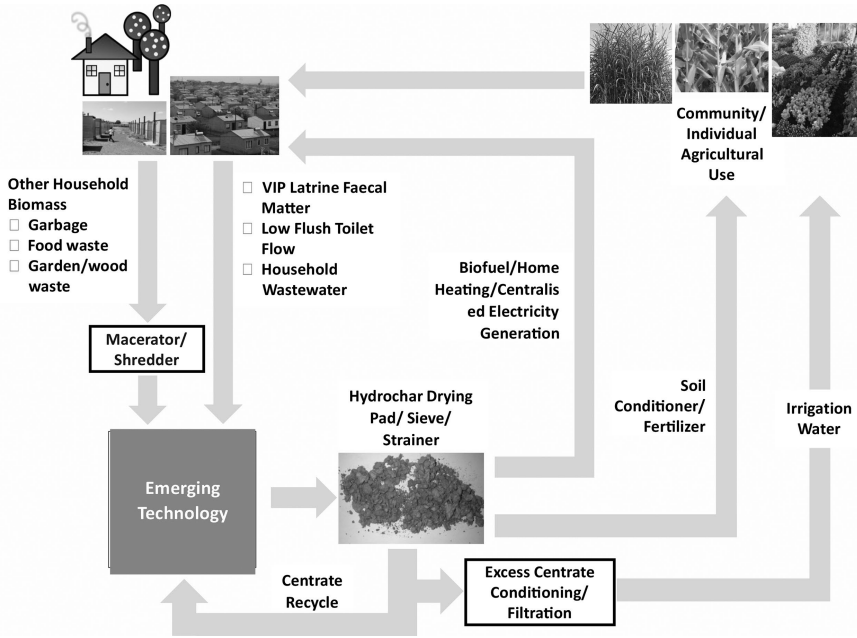 Community/
Individual
Agricultural
Use
Other Household
Biomass
Garbage
Food waste
Garden/wood
waste
VIP Latrine Faecal
Matter
Low Flush Toilet
Flow
Household
Wastewater
Biofuel/Home
Heating/Centralis
ed Electricity
Generation
Macerator/
Shredder
Hydrochar Drying
Pad/ Sieve/
Strainer
Soil
Conditioner/
Fertilizer
Irrigation
Water
Emerging
Technology
Centrate
Recycle
Excess Centrate
Conditioning/
Filtration